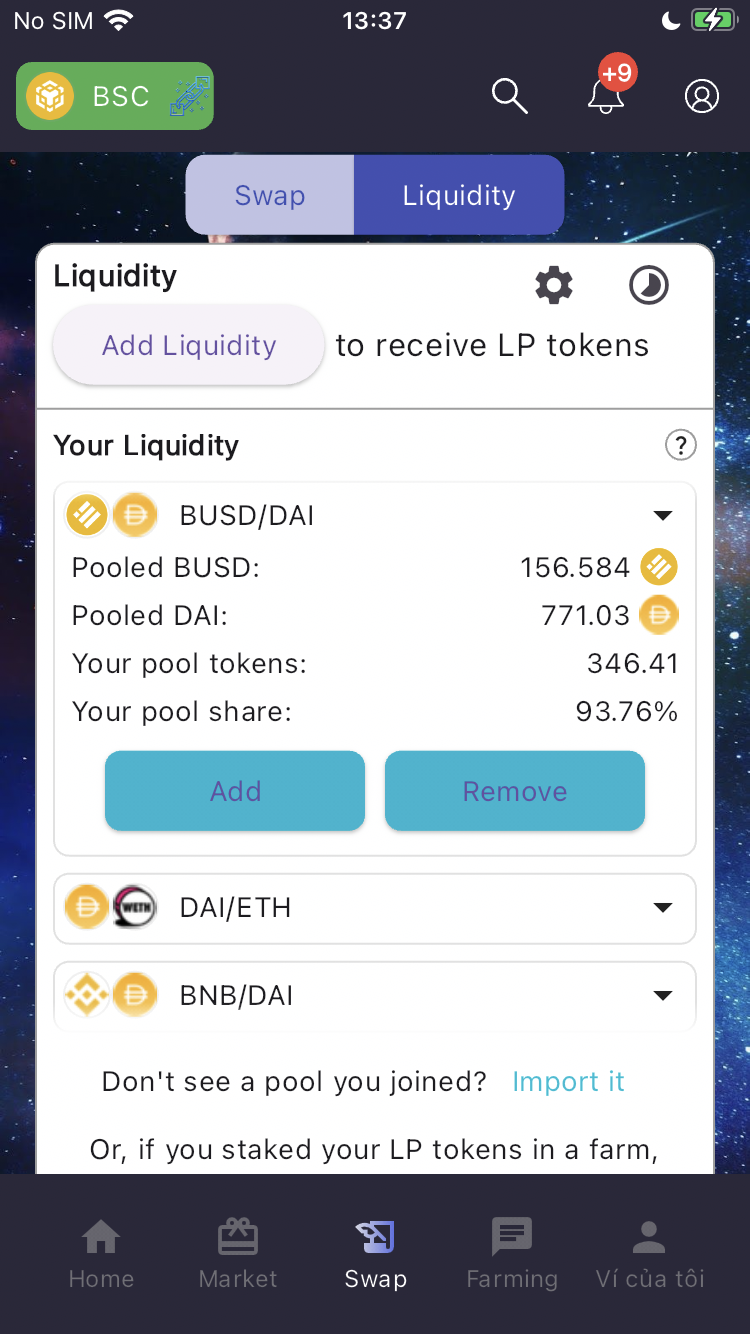 No SIM 13:37
BSC +9
Swap Liquidity
Liquidity
Add Liquidity to receive LP tokens
Your Liquidity ?
BUSD/DAI
Pooled BUSD: 156.584
Pooled DAI: 771.03
Your pool tokens: 346.41
Your pool share: 93.76%
Add Remove
WETH DAI/ETH
BNB/DAI
Don't see a pool you joined? Import it
Or, if you staked your LP tokens in a farm,
Home Market Swap Farming Ví của tôi